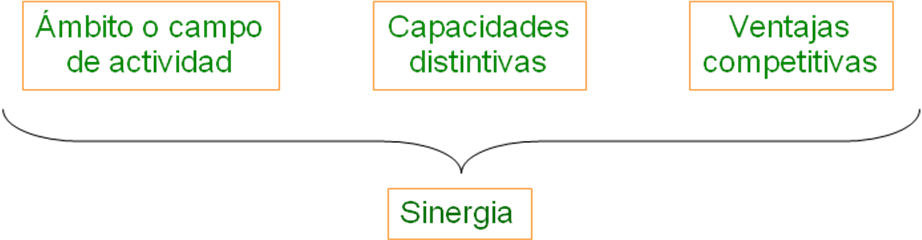 Ámbito o campo
de actividad
Capacidades
distintivas
Ventajas
competitivas
Sinergia